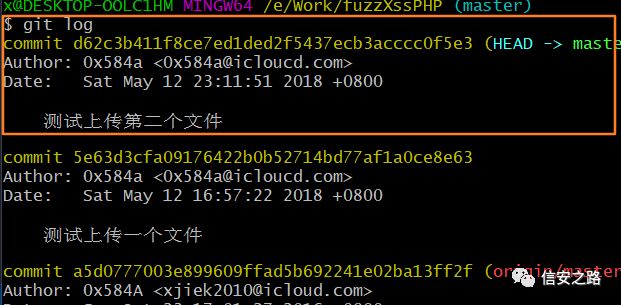 x@DESKTOP-OOLC1HM MINGW64 /e/Work/fuzzXssPHP (master)
$ git log
commit d62c3b411f8ce7ed1ded2f5437ecb3acccc0f5e3 (HEAD -> maste
Author: 0x584a <0x584a@icloucd.com>
Date:   Sat May 12 23:11:51 2018 +0800
测试上传第二个文件
commit 5e63d3cfa09176422b0b52714bd77af1a0ce8e63
Author: 0x584a <0x584a@icloucd.com>
Date:   Sat May 12 16:57:22 2018 +0800
测试上传一个文件
commit a5d0777003e899609ffad5b692241e02ba13ff2f (origin/master
Author: 0x584A <xjiek2010@icloud.com>
信安之路